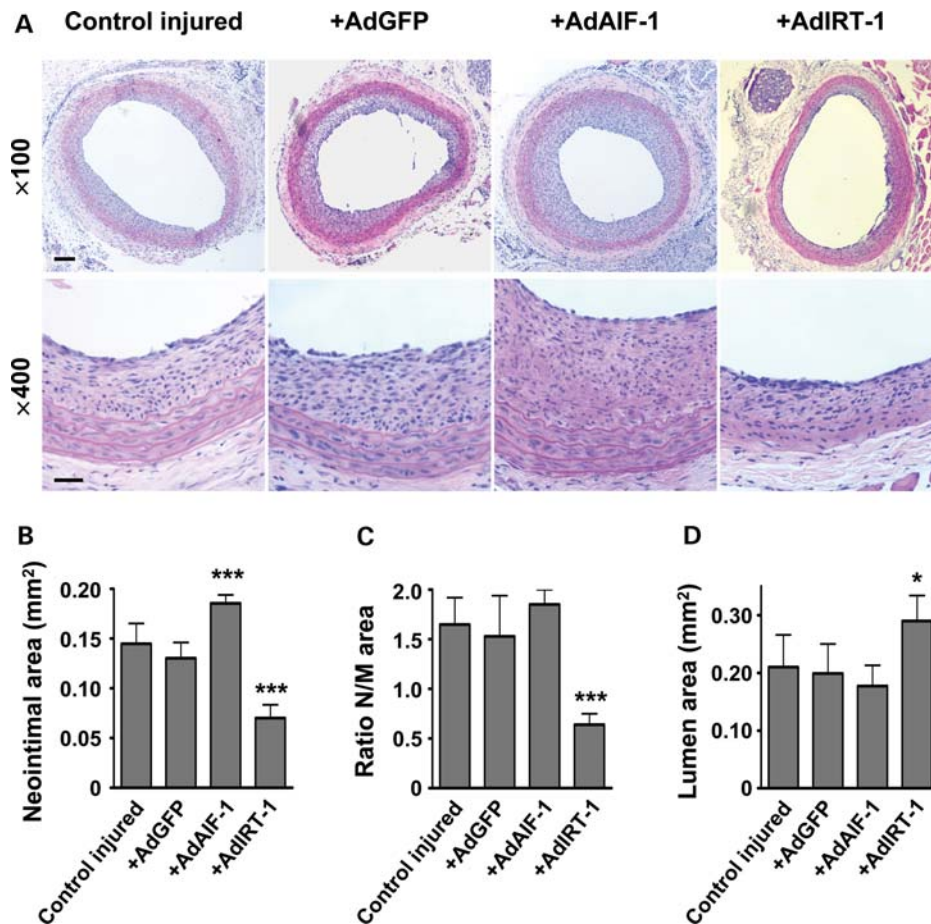 A
Control injured +AdGFP +AdAIF-1 +AdIRT-1
×100
×400
B
Neointimal area (mm²)
0.20
0.15
0.10
0.05
0
***
***
Control injured
+AdGFP
+AdAIF-1
+AdIRT-1
C
Ratio N/M area
2.0
1.5
1.0
0.5
0
***
Control injured
+AdGFP
+AdAIF-1
+AdIRT-1
D
Lumen area (mm²)
0.30
0.20
0.10
0
*
Control injured
+AdGFP
+AdAIF-1
+AdIRT-1